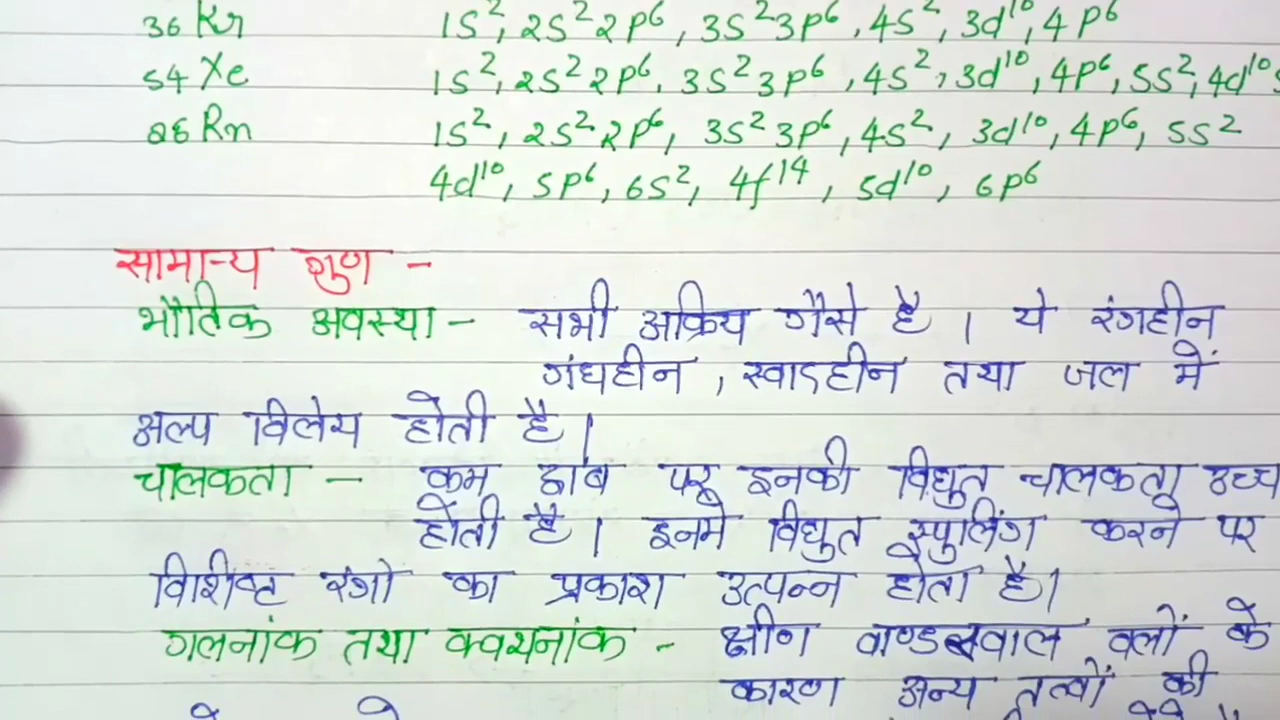 36 Kr 1s², 2s² 2p⁶, 3s² 3p⁶, 4s², 3d¹⁰, 4p⁶
54 Xe 1s², 2s² 2p⁶, 3s² 3p⁶, 4s², 3d¹⁰, 4p⁶, 5s², 4d¹⁰
86 Rn 1s², 2s² 2p⁶, 3s² 3p⁶, 4s², 3d¹⁰, 4p⁶, 5s²
4d¹⁰, 5p⁶, 6s², 4f¹⁴, 5d¹⁰, 6p⁶
सामान्य गुण -
भौतिक अवस्था - सभी अक्रिय गैसे है । ये रंगहीन
गंधहीन, स्वादहीन तथा जल में
अल्प विलेय होती है ।
चालकता - कम दाब पर इनकी विद्युत चालकता उच्च
होती है । इनमे विद्युत स्पुलिंग करने पर
विशिष्ट रंगो का प्रकाश उत्पन्न होता है।
गलनांक तथा क्वथनांक - क्षीण वाण्डरवाल वलों के
कारण अन्य तत्वों की